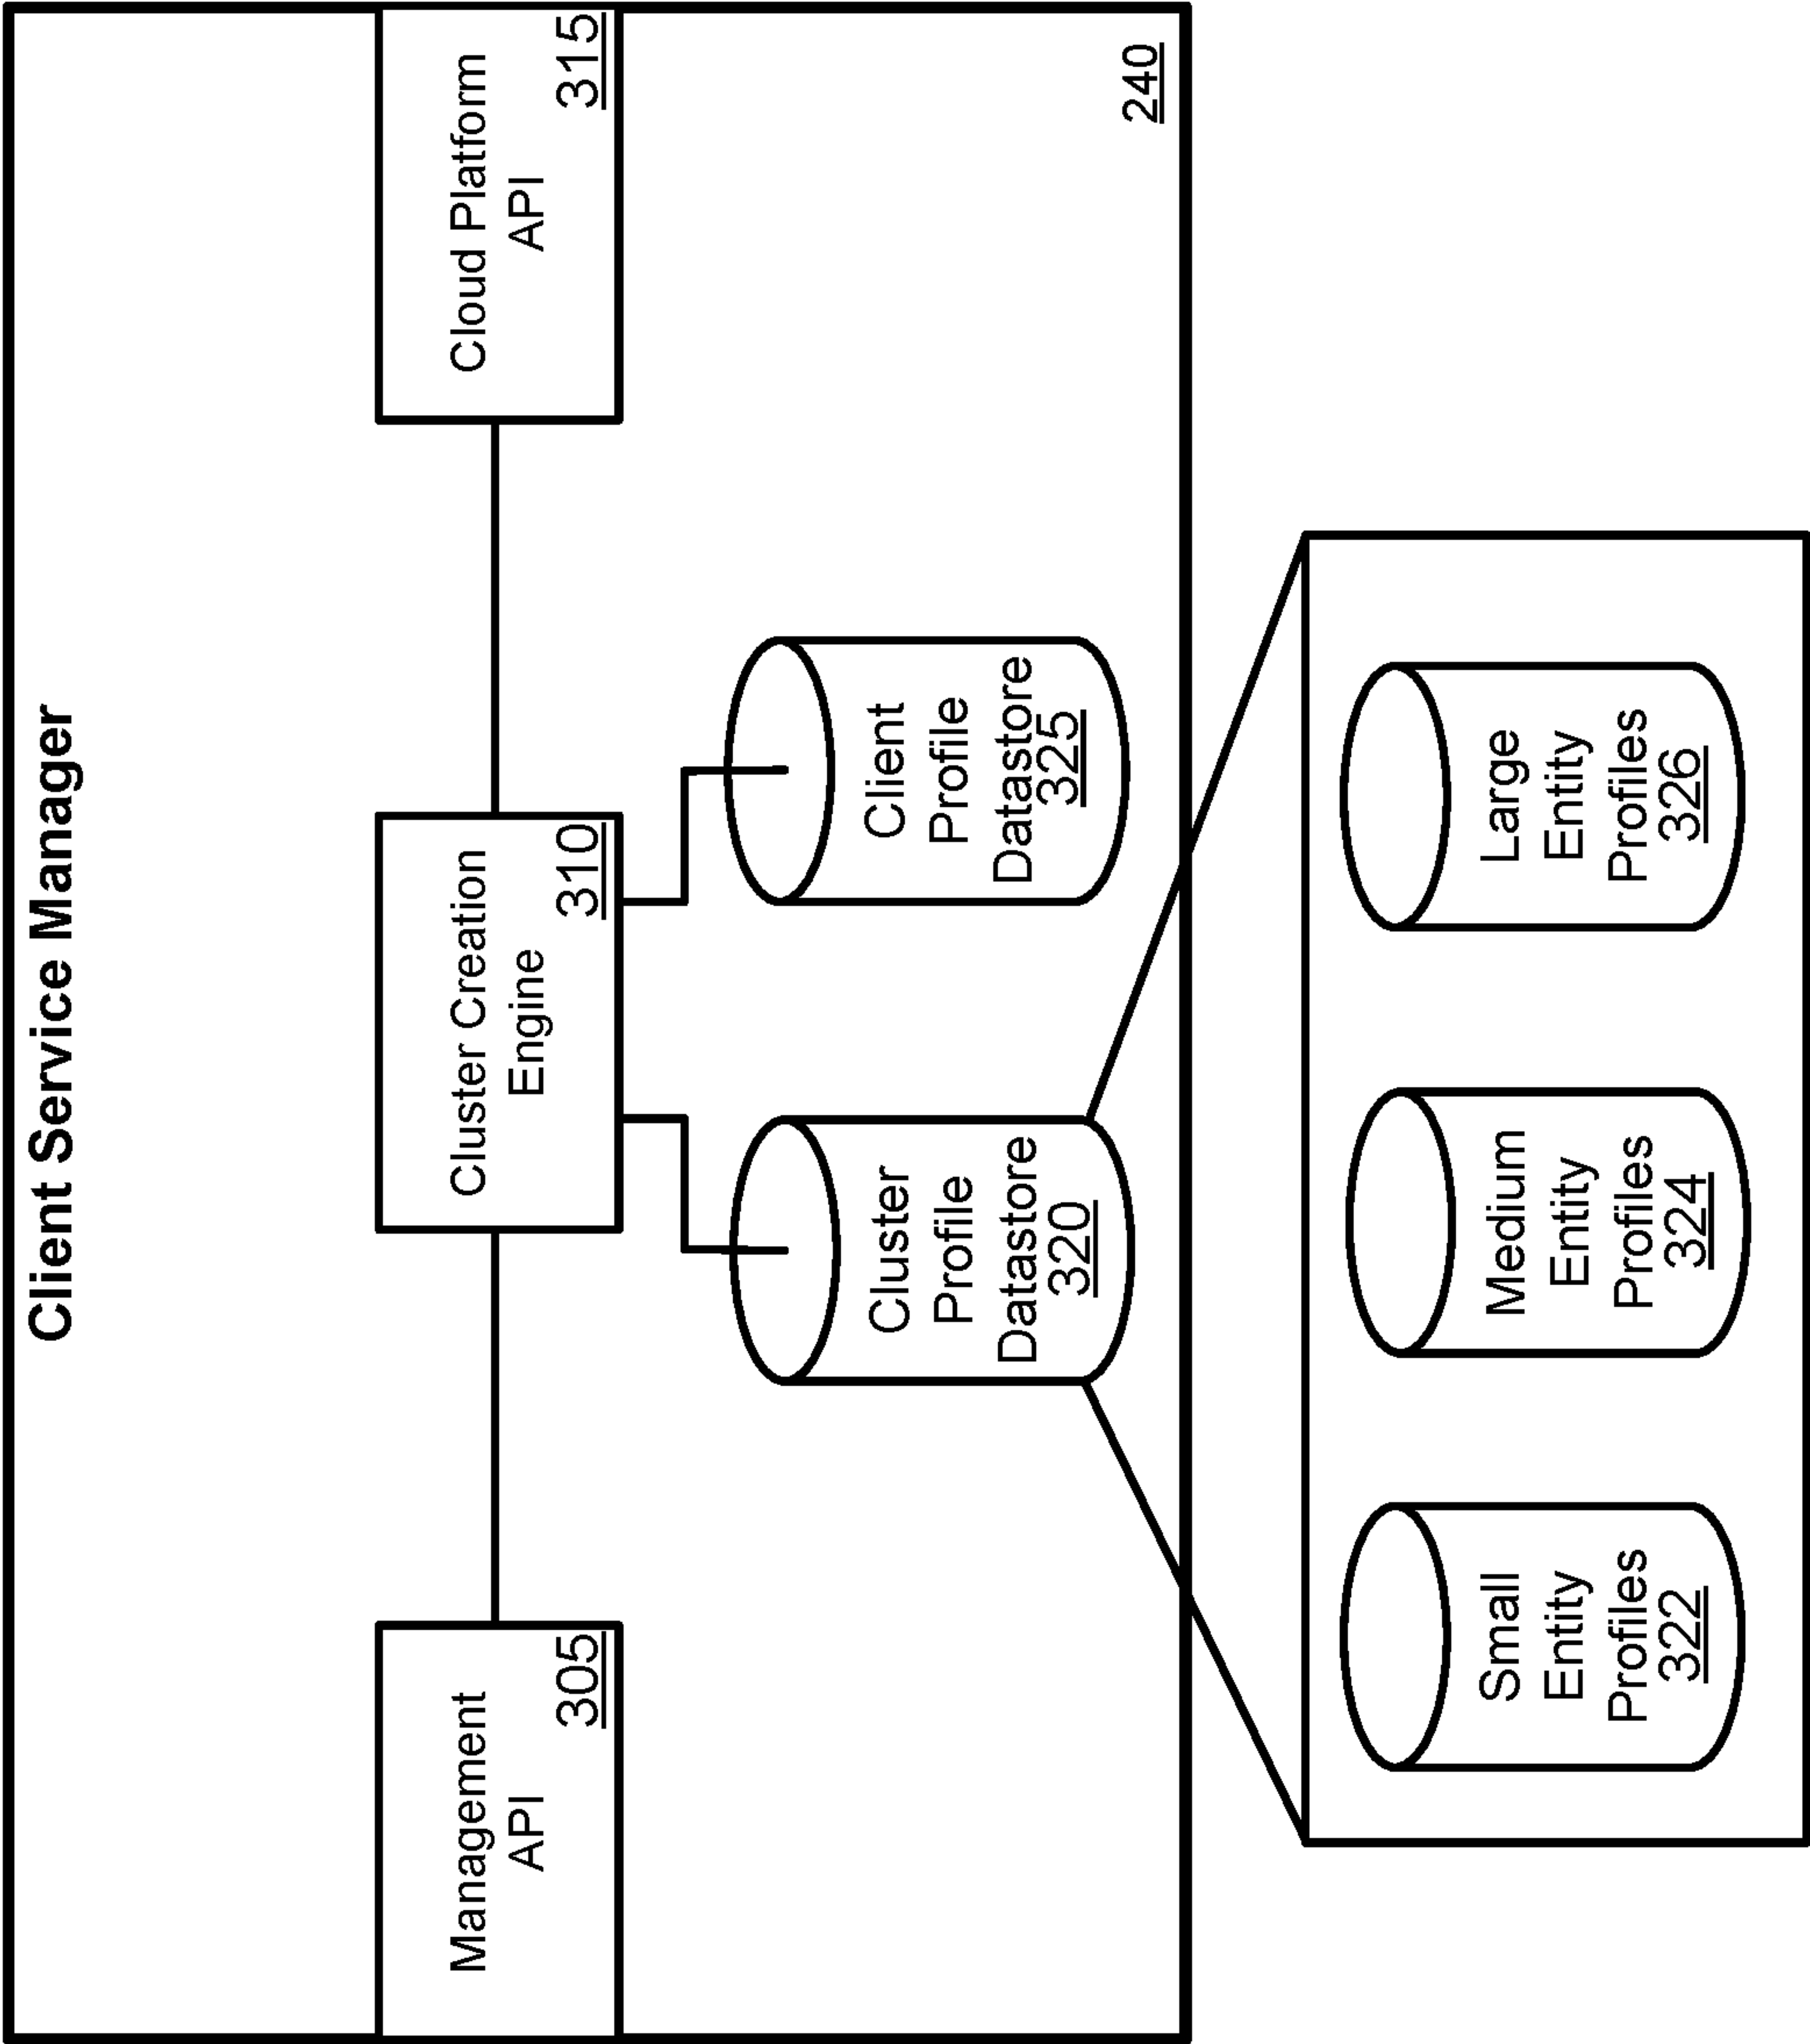 Client Service Manager
Management
API
305
Cluster Creation
Engine
310
Cloud Platform
API
315
Cluster
Profile
Datastore
320
Client
Profile
Datastore
325
240
Small
Entity
Profiles
322
Medium
Entity
Profiles
324
Large
Entity
Profiles
326